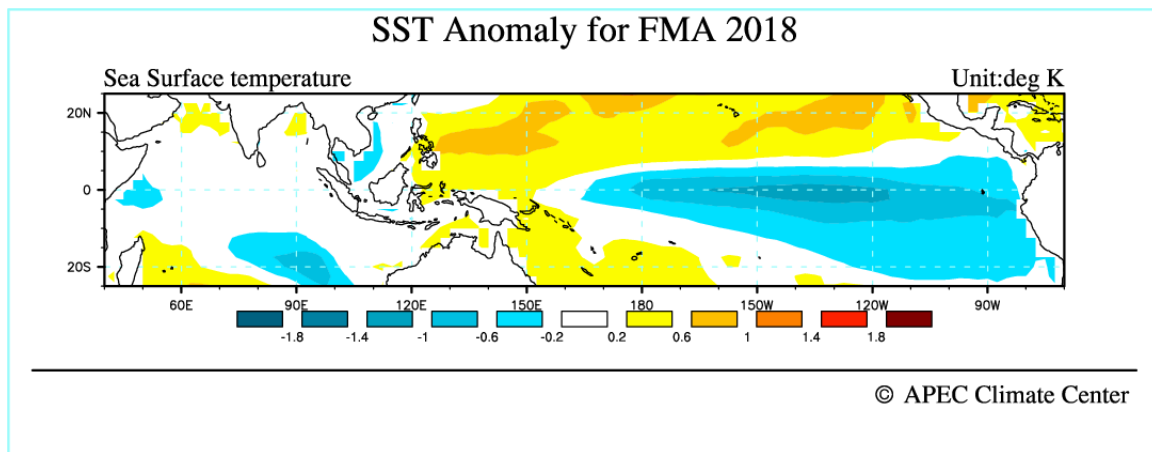 SST Anomaly for FMA 2018
Sea Surface temperature Unit:deg K
20N
0
20S
60E 90E 120E 150E 180 150W 120W 90W
-1.8 -1.4 -1 -0.6 -0.2 0.2 0.6 1 1.4 1.8
© APEC Climate Center